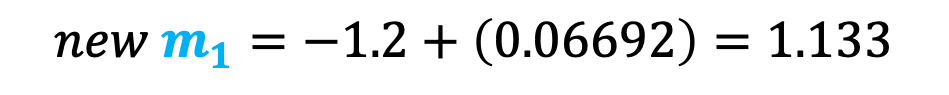 new m₁ = −1.2 + (0.06692) = 1.133